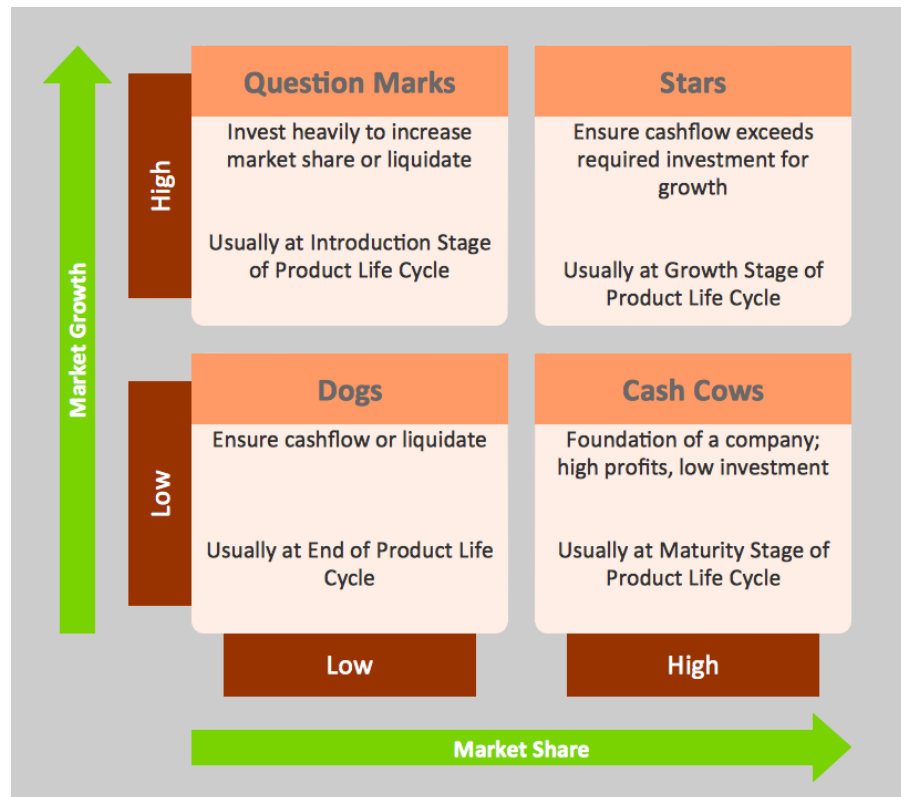 Question Marks
Invest heavily to increase
market share or liquidate
Usually at Introduction Stage
of Product Life Cycle
Stars
Ensure cashflow exceeds
required investment for
growth
Usually at Growth Stage of
Product Life Cycle
High
Market Growth
Dogs
Ensure cashflow or liquidate
Usually at End of Product Life
Cycle
Cash Cows
Foundation of a company;
high profits, low investment
Usually at Maturity Stage of
Product Life Cycle
Low
Low
High
Market Share